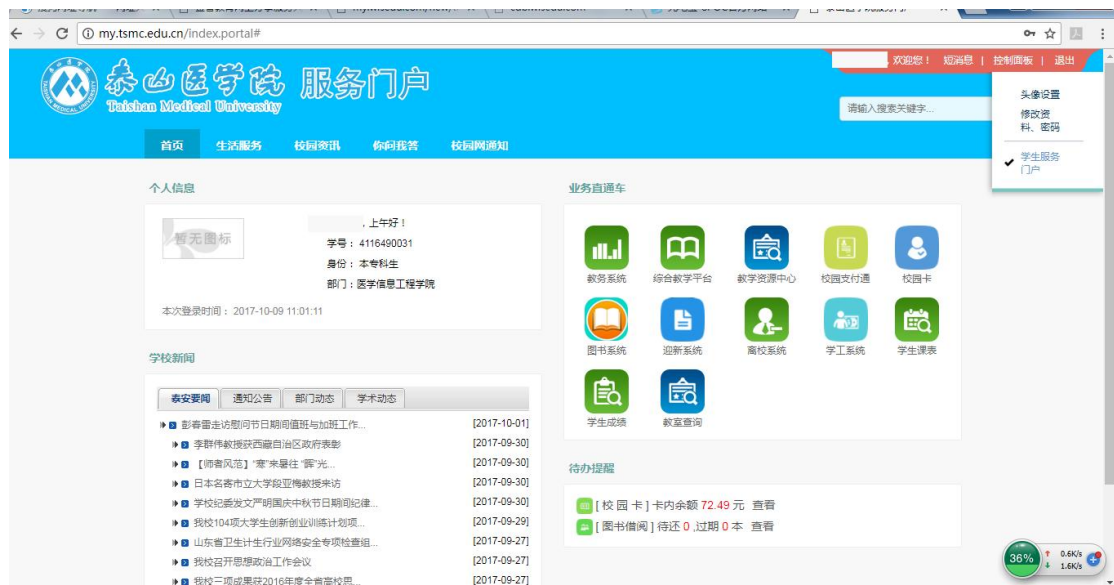 my.tsmc.edu.cn/index.portal#
泰山医学院 服务门户
Taishan Medical University
，欢迎您！ 短消息 | 控制面板 | 退出
请输入搜索关键字...
头像设置
修改资
料、密码
学生服务
门户
首页 生活服务 校园资讯 你问我答 校园网通知
个人信息
暂无图标
，上午好！
学号： 4116490031
身份： 本专科生
部门：医学信息工程学院
本次登录时间： 2017-10-09 11:01:11
业务直通车
教务系统 综合教学平台 教学资源中心 校园支付通 校园卡
图书系统 迎新系统 离校系统 学工系统 学生课表
学生成绩 教室查询
学校新闻
泰安要闻 通知公告 部门动态 学术动态
彭春雷走访慰问节日期间值班与加班工作... [2017-10-01]
李群伟教授获西藏自治区政府表彰 [2017-09-30]
【师者风范】“寒”来暑往 “晖”光... [2017-09-30]
日本名寄市立大学段亚梅教授来访 [2017-09-30]
学校纪委发文严明国庆中秋节日期间纪律... [2017-09-30]
我校104项大学生创新创业训练计划项... [2017-09-29]
山东省卫生计生行业网络安全专项检查组... [2017-09-27]
我校召开思想政治工作会议 [2017-09-27]
我校三项成果获2016年度全省高校思... [2017-09-27]
待办提醒
[ 校 园 卡 ] 卡内余额 72.49 元 查看
[ 图书借阅 ] 待还 0 ,过期 0 本 查看
36%
0.6K/s
1.6K/s